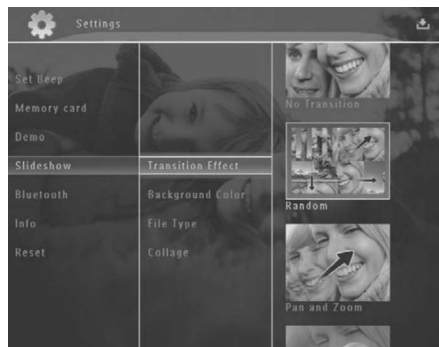 Settings
Set Beep
Memory card
Demo
Slideshow
Bluetooth
Info
Reset
Transition Effect
Background Color
File Type
Collage
No Transition
Random
Pan and Zoom